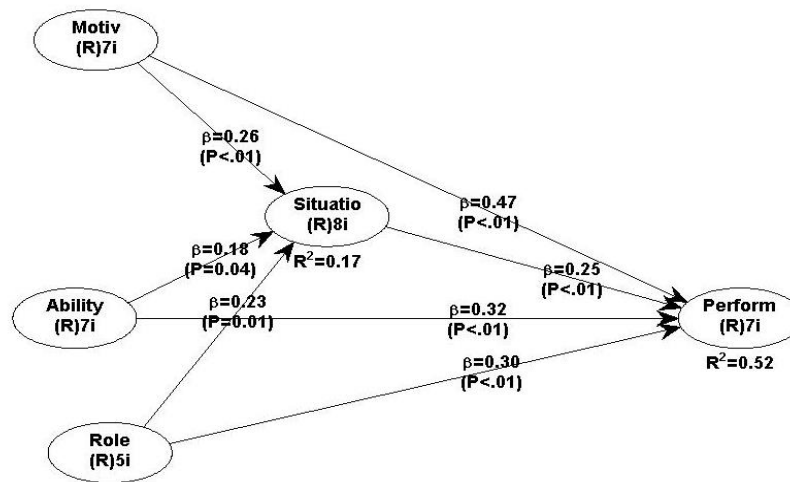 Motiv
(R)7i
β=0.26
(P<.01)
Situatio
(R)8i
R²=0.17
β=0.47
(P<.01)
β=0.18
(P=0.04)
β=0.25
(P<.01)
Ability
(R)7i
β=0.23
(P=0.01)
β=0.32
(P<.01)
Perform
(R)7i
R²=0.52
β=0.30
(P<.01)
Role
(R)5i